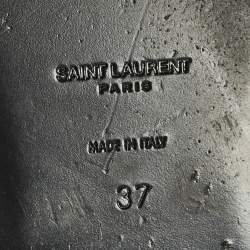 SAINT LAURENT
PARIS
MADE IN ITALY
37